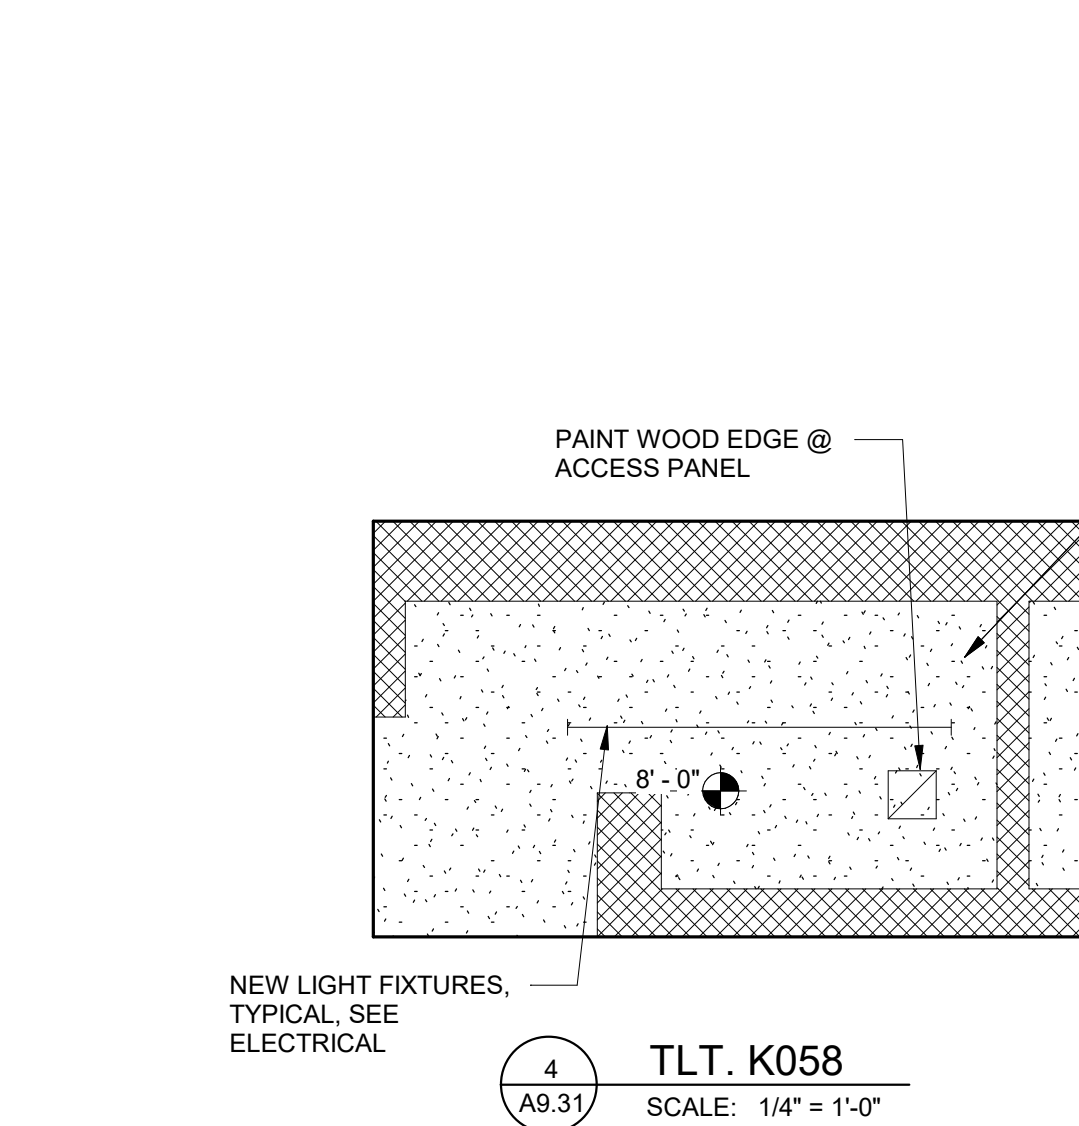 PAINT WOOD EDGE @
ACCESS PANEL
8' - 0"
NEW LIGHT FIXTURES,
TYPICAL, SEE
ELECTRICAL
4
A9.31
TLT. K058
SCALE: 1/4" = 1'-0"